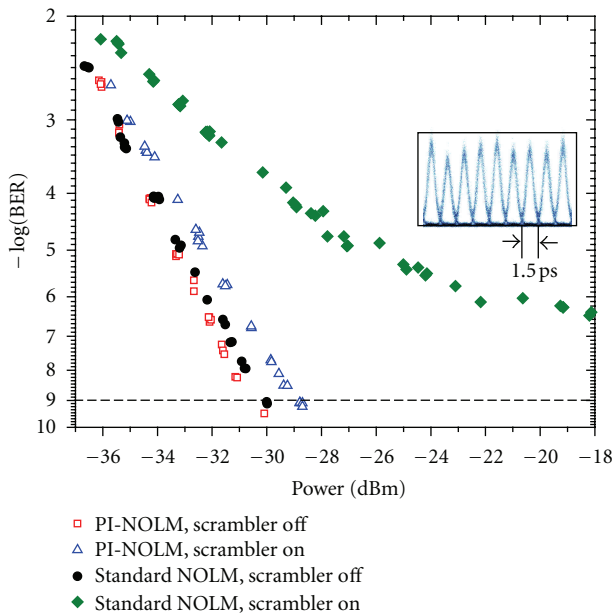 2
3
4
5
6
7
8
9
10
− log(BER)
1.5 ps
−36 −34 −32 −30 −28 −26 −24 −22 −20 −18
Power (dBm)
PI-NOLM, scrambler off
PI-NOLM, scrambler on
Standard NOLM, scrambler off
Standard NOLM, scrambler on